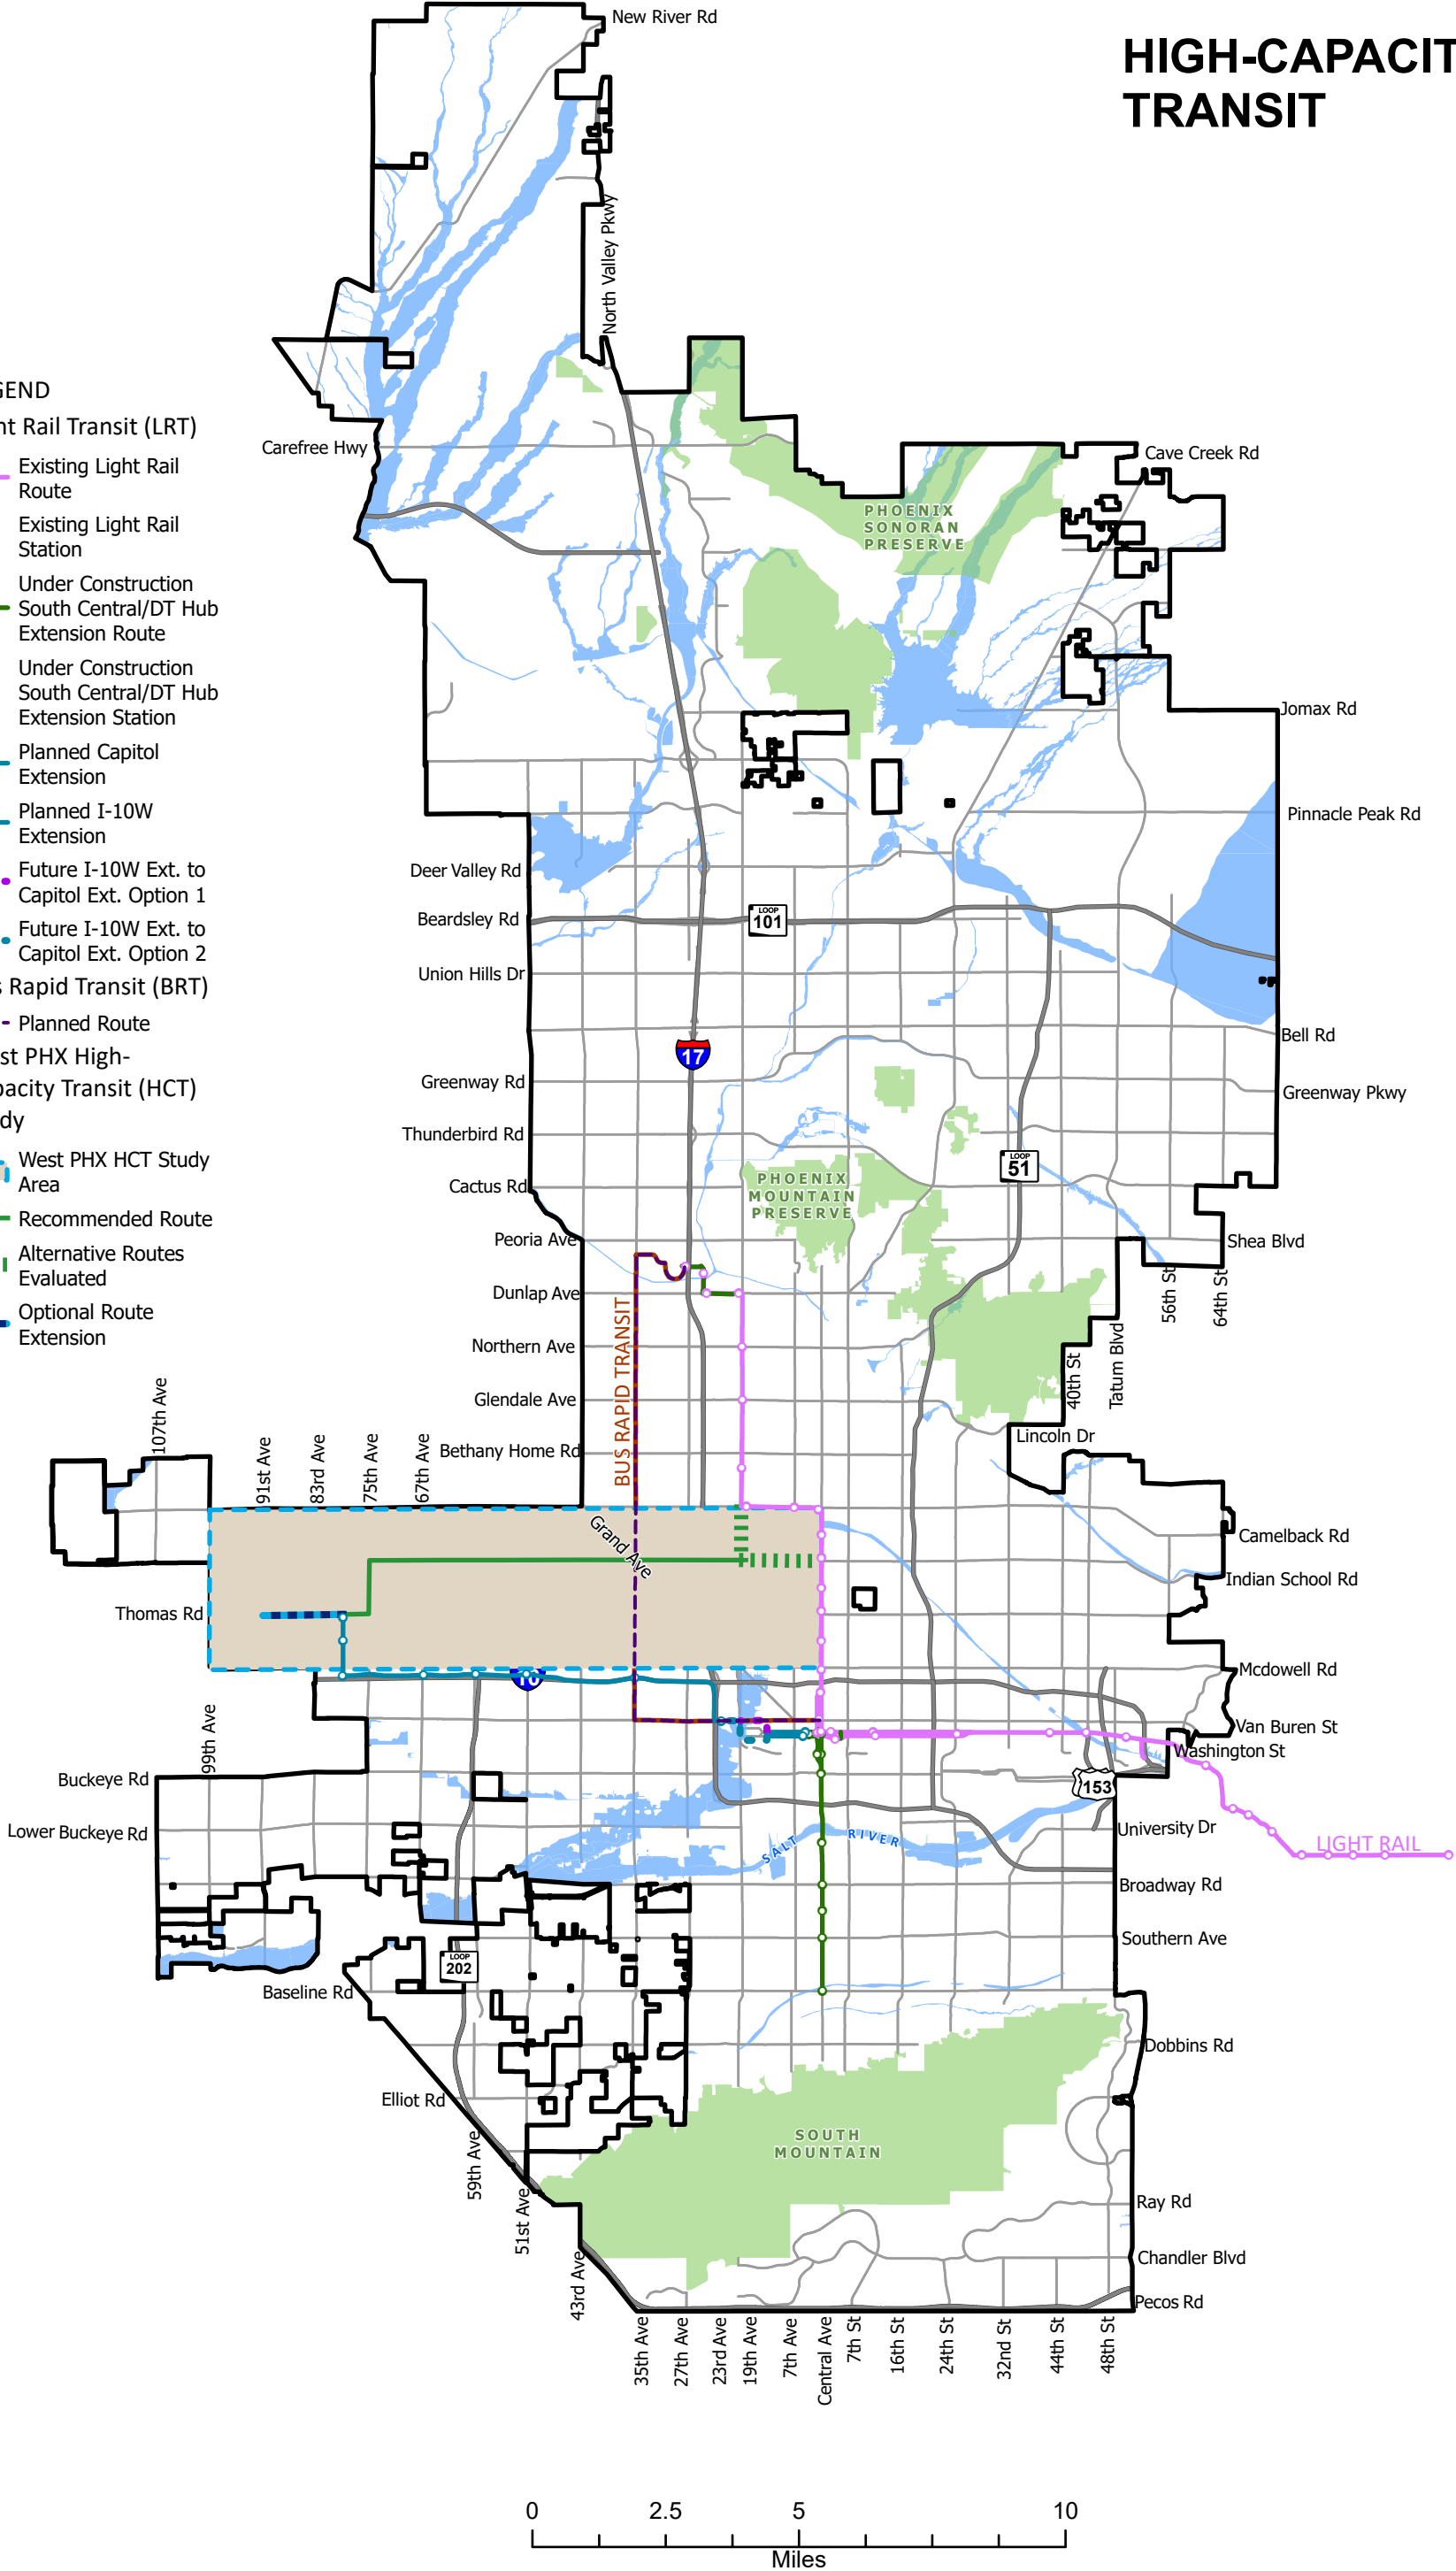 HIGH-CAPACIT
TRANSIT
New River Rd
North Valley Pkwy
GEND
ht Rail Transit (LRT)
Existing Light Rail
Route
Existing Light Rail
Station
Under Construction
South Central/DT Hub
Extension Route
Under Construction
South Central/DT Hub
Extension Station
Planned Capitol
Extension
Planned I-10W
Extension
Future I-10W Ext. to
Capitol Ext. Option 1
Future I-10W Ext. to
Capitol Ext. Option 2
s Rapid Transit (BRT)
Planned Route
st PHX High-
pacity Transit (HCT)
dy
West PHX HCT Study
Area
Recommended Route
Alternative Routes
Evaluated
Optional Route
Extension
Carefree Hwy
Cave Creek Rd
PHOENIX
SONORAN
PRESERVE
Jomax Rd
Pinnacle Peak Rd
Deer Valley Rd
Beardsley Rd
LOOP
101
Union Hills Dr
17
Bell Rd
Greenway Rd
Greenway Pkwy
Thunderbird Rd
LOOP
51
Cactus Rd
PHOENIX
MOUNTAIN
PRESERVE
Peoria Ave
Shea Blvd
Dunlap Ave
56th St
64th St
BUS RAPID TRANSIT
Northern Ave
40th St
Tatum Blvd
Glendale Ave
Lincoln Dr
Bethany Home Rd
107th Ave
91st Ave
83rd Ave
75th Ave
67th Ave
Grand Ave
Camelback Rd
Indian School Rd
Thomas Rd
Mcdowell Rd
10
99th Ave
Van Buren St
Washington St
Buckeye Rd
153
Lower Buckeye Rd
University Dr
SALT RIVER
LIGHT RAIL
Broadway Rd
Southern Ave
LOOP
202
Baseline Rd
Dobbins Rd
Elliot Rd
SOUTH
MOUNTAIN
59th Ave
51st Ave
43rd Ave
Ray Rd
Chandler Blvd
Pecos Rd
35th Ave
27th Ave
23rd Ave
19th Ave
7th Ave
Central Ave
7th St
16th St
24th St
32nd St
44th St
48th St
0 2.5 5 10
Miles